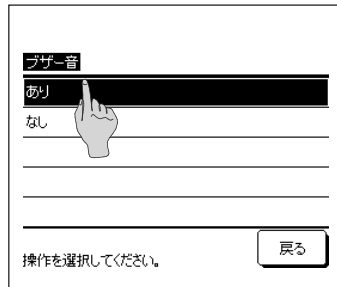 ブザー音
あり
なし
操作を選択してください。
戻る